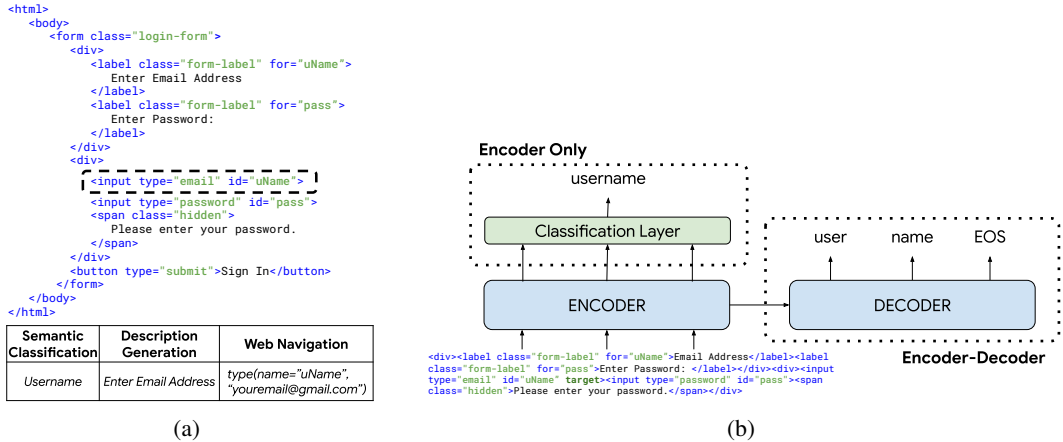 <html>
<body>
<form class="login-form">
<div>
<label class="form-label" for="uName">
Enter Email Address
</label>
<label class="form-label" for="pass">
Enter Password:
</label>
</div>
<div>
<input type="email" id="uName">
<input type="password" id="pass">
<span class="hidden">
Please enter your password.
</span>
</div>
<button type="submit">Sign In</button>
</form>
</body>
</html>
Semantic Classification
Description Generation
Web Navigation
Username
Enter Email Address
type(name="uName",
"youremail@gmail.com")
(a)
Encoder Only
username
Classification Layer
ENCODER
user name EOS
DECODER
Encoder-Decoder
<div><label class="form-label" for="uName">Email Address</label><label
class="form-label" for="pass">Enter Password: </label></div><div><input
type="email" id="uName" target><input type="password" id="pass"><span
class="hidden">Please enter your password.</span></div>
(b)